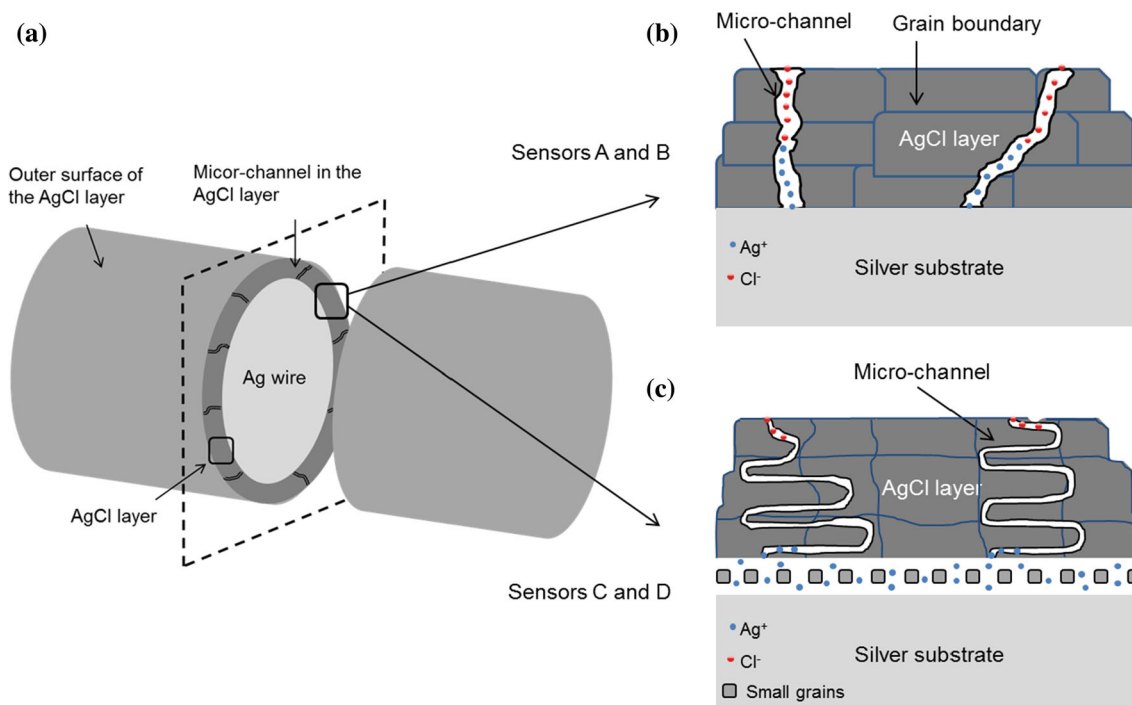 (a)
Outer surface of
the AgCl layer
Micor-channel in the
AgCl layer
Ag wire
AgCl layer
Sensors A and B
Sensors C and D
(b)
Micro-channel
Grain boundary
AgCl layer
Ag⁺
Cl⁻
Silver substrate
(c)
Micro-channel
AgCl layer
Ag⁺
Cl⁻
Silver substrate
Small grains